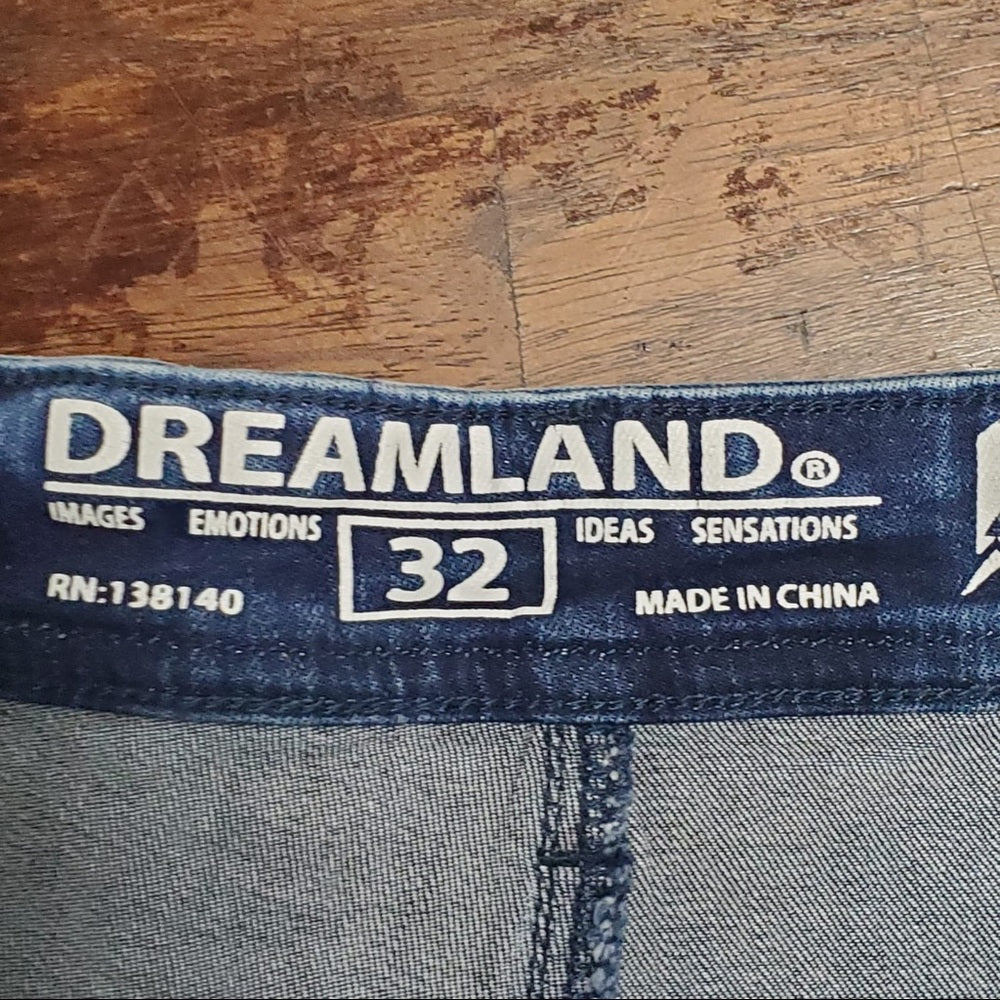 DREAMLAND®
IMAGES EMOTIONS 32 IDEAS SENSATIONS
RN:138140 MADE IN CHINA